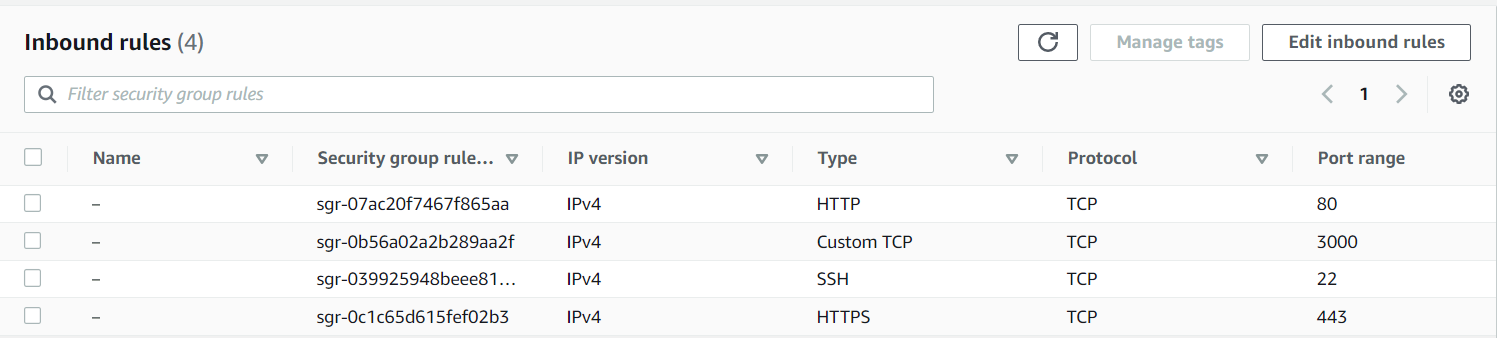 Inbound rules (4)
Manage tags
Edit inbound rules
Filter security group rules
1
Name Security group rule... IP version Type Protocol Port range
– sgr-07ac20f7467f865aa IPv4 HTTP TCP 80
– sgr-0b56a02a2b289aa2f IPv4 Custom TCP TCP 3000
– sgr-039925948beee81... IPv4 SSH TCP 22
– sgr-0c1c65d615fef02b3 IPv4 HTTPS TCP 443